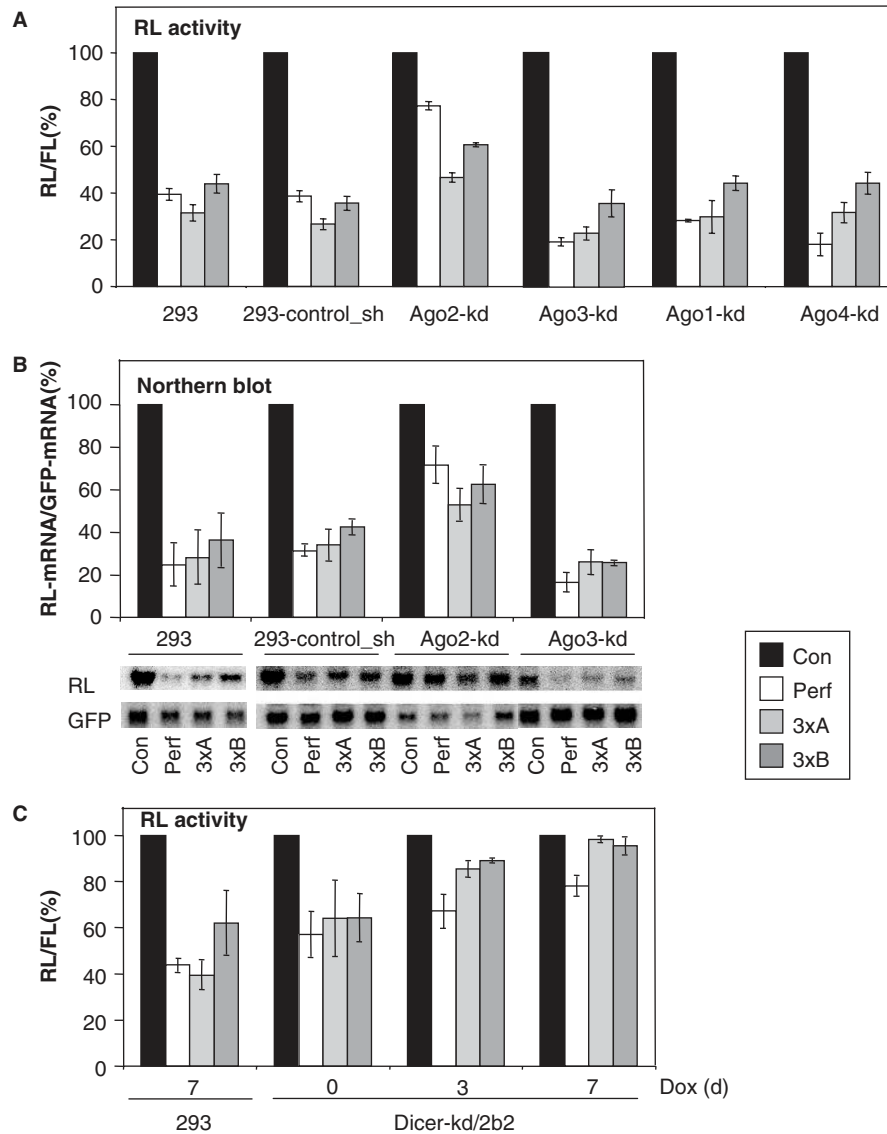 A
RL activity
RL/FL(%)
100
80
60
40
20
0
293
293-control_sh
Ago2-kd
Ago3-kd
Ago1-kd
Ago4-kd
B
Northern blot
RL-mRNA/GFP-mRNA(%)
100
80
60
40
20
0
293
293-control_sh
Ago2-kd
Ago3-kd
RL
GFP
Con Perf 3xA 3xB Con Perf 3xA 3xB Con Perf 3xA 3xB Con Perf 3xA 3xB
Con
Perf
3xA
3xB
C
RL activity
RL/FL(%)
100
80
60
40
20
0
7 0 3 7 Dox (d)
293 Dicer-kd/2b2